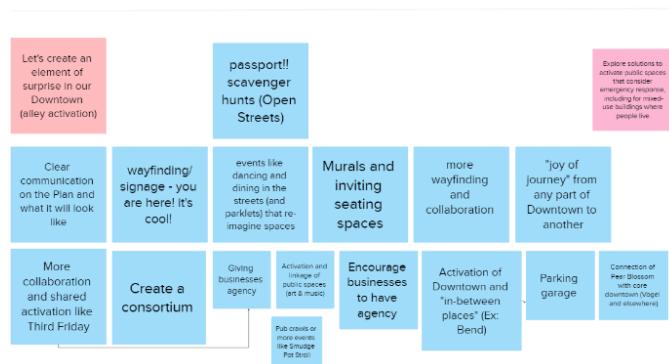 Let's create an
element of
surprise in our
Downtown
(alley activation)
passport!!
scavenger
hunts (Open
Streets)
Explore solutions to
activate public spaces
that consider
emergency response,
including for mixed-
use buildings where
people live
Clear
communication
on the Plan and
what it will look
like
wayfinding/
signage - you
are here! it's
cool!
events like
dancing and
dining in the
streets (and
parklets) that re-
imagine spaces
Murals and
inviting
seating
spaces
more
wayfinding
and
collaboration
"joy of
journey" from
any part of
Downtown to
another
More
collaboration
and shared
activation like
Third Friday
Create a
consortium
Giving
businesses
agency
Activation and
linkage of
public spaces
(art & music)
Encourage
businesses
to have
agency
Activation of
Downtown and
"in-between
places" (Ex:
Bend)
Parking
garage
Connection of
Pear Blossom
with core
downtown (Vogel
and elsewhere)
Pub crawls or
more events
like Smudge
Pot Stroll